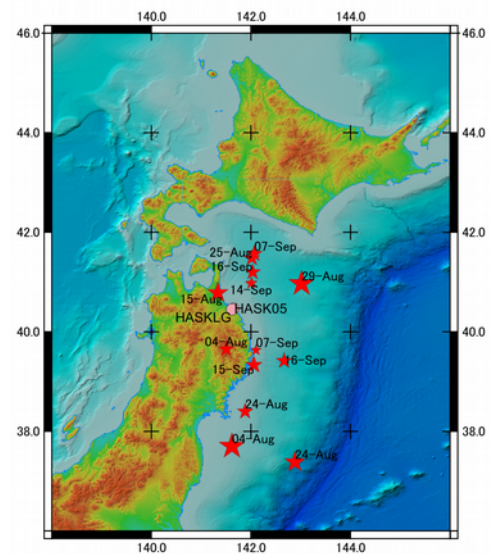 140.0 142.0 144.0
46.0 46.0
44.0 44.0
42.0 42.0
07-Sep
25-Aug
16-Sep
29-Aug
14-Sep
15-Aug
HASK05
HASKLG
40.0 40.0
04-Aug 07-Sep
16-Sep
15-Sep
24-Aug
38.0 38.0
04-Aug
24-Aug
140.0 142.0 144.0